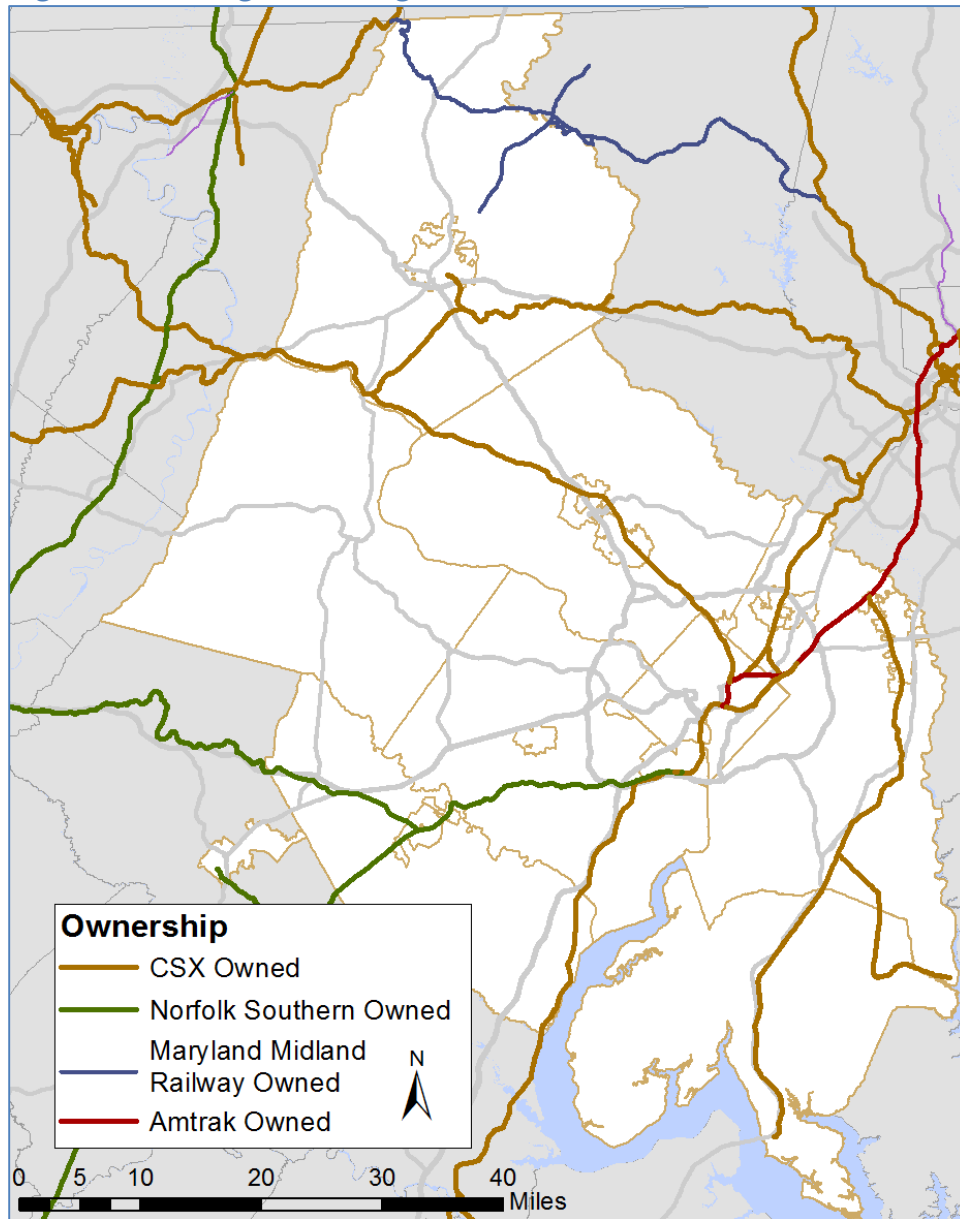 Ownership
CSX Owned
Norfolk Southern Owned
Maryland Midland
Railway Owned
Amtrak Owned
N
0 5 10 20 30 40
Miles